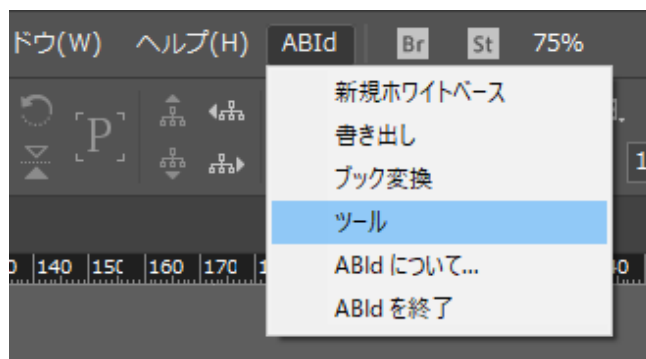 ドウ(W) ヘルプ(H) ABId Br St 75%
新規ホワイトベース
書き出し
ブック変換
ツール
ABId について...
ABId を終了
P
1
140 150 160 170